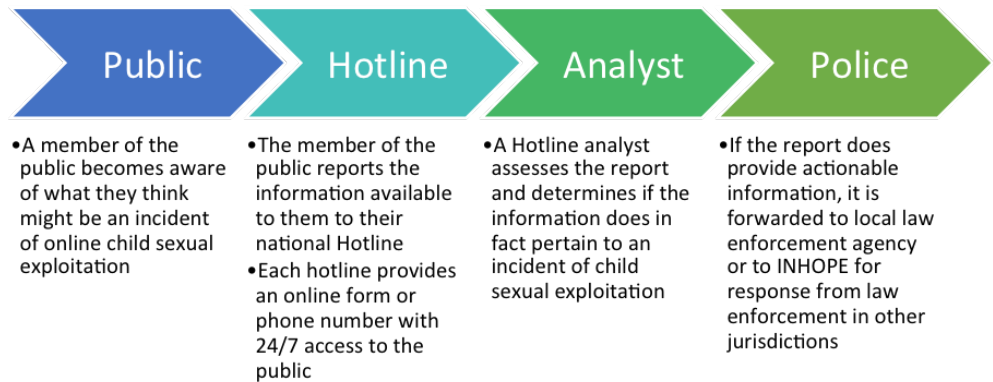 Public
Hotline
Analyst
Police
•A member of the
public becomes aware
of what they think
might be an incident
of online child sexual
exploitation
•The member of the
public reports the
information available
to them to their
national Hotline
•Each hotline provides
an online form or
phone number with
24/7 access to the
public
•A Hotline analyst
assesses the report
and determines if the
information does in
fact pertain to an
incident of child
sexual exploitation
•If the report does
provide actionable
information, it is
forwarded to local law
enforcement agency
or to INHOPE for
response from law
enforcement in other
jurisdictions